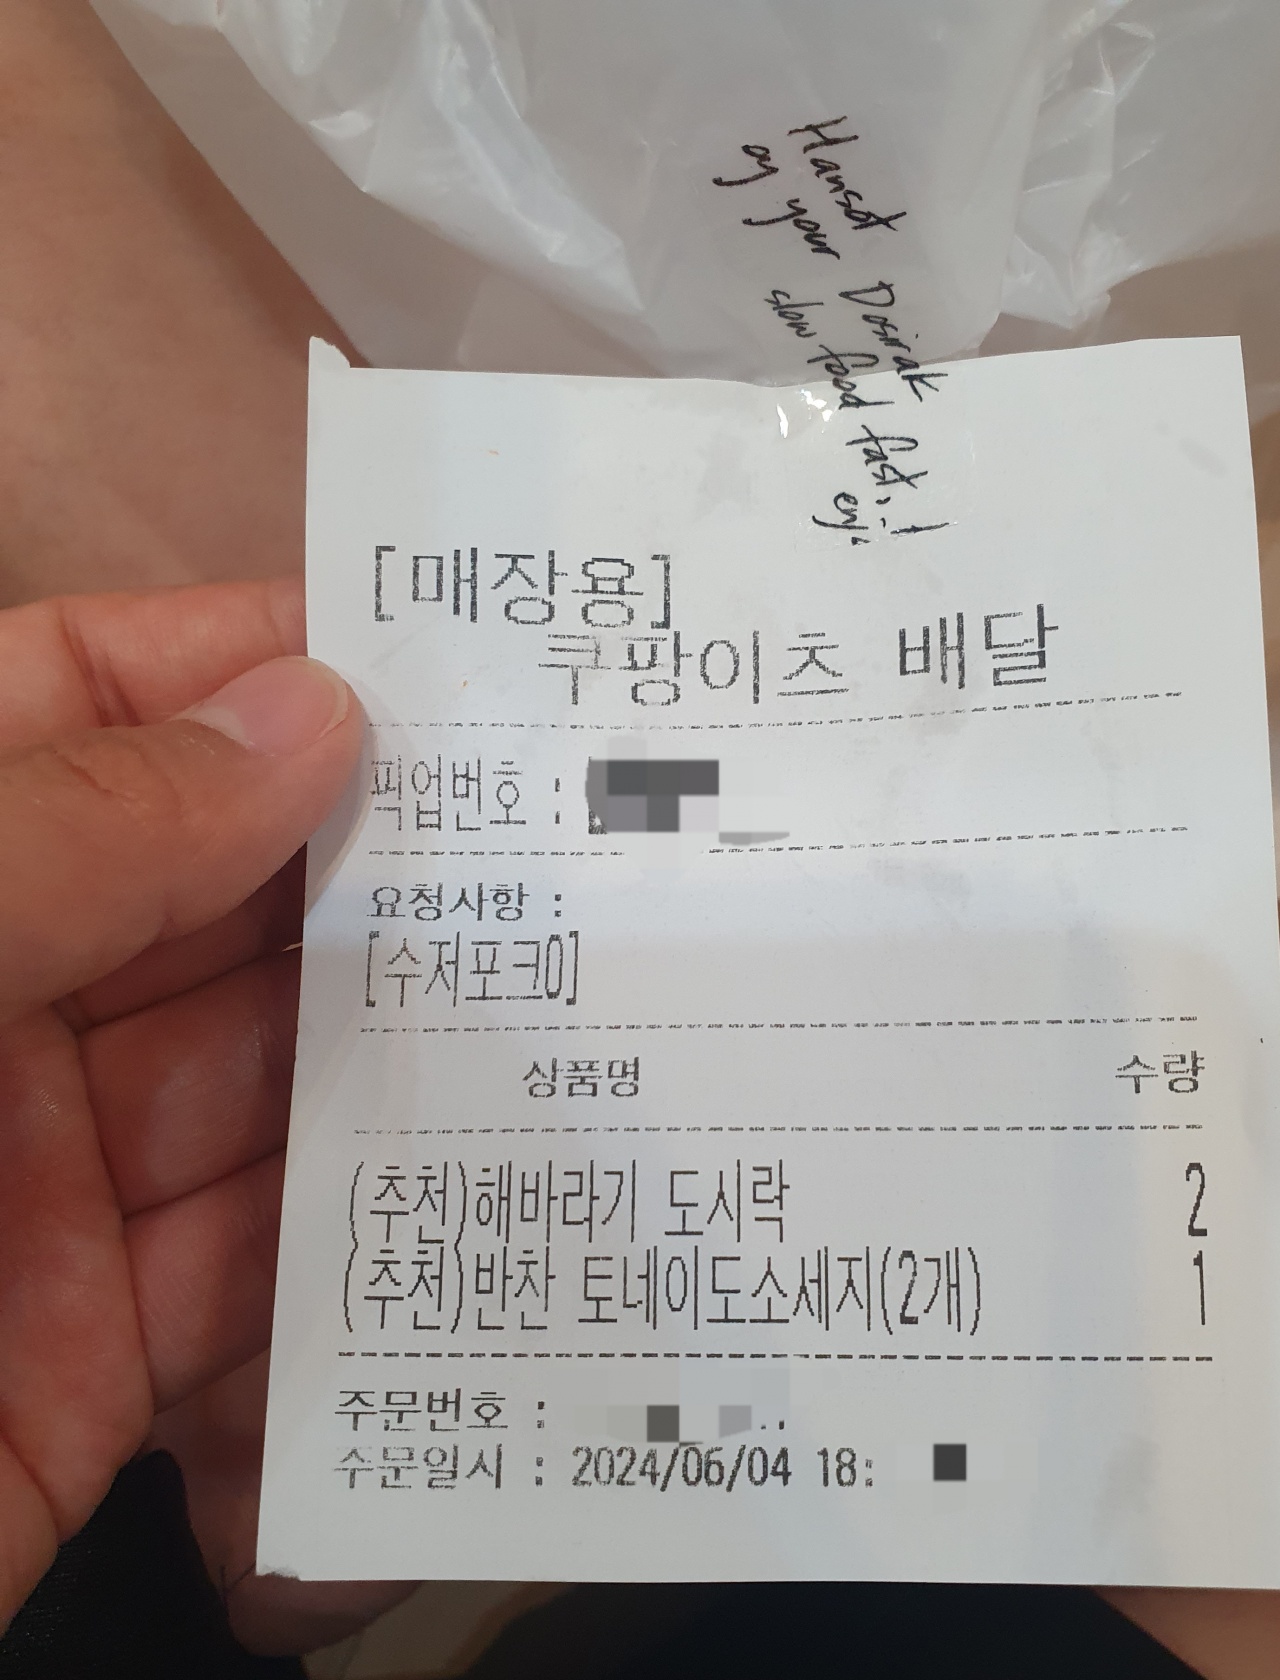 Hansot Dosirak !
oy your slow food fast,
enj
[매장용]
쿠팡이츠 배달
픽업번호 :
요청사항 :
[수저포크0]
상품명 수량
(추천)해바라기 도시락 2
(추천)반찬 토네이도소세지(2개) 1
주문번호 :
주문일시 : 2024/06/04 18: